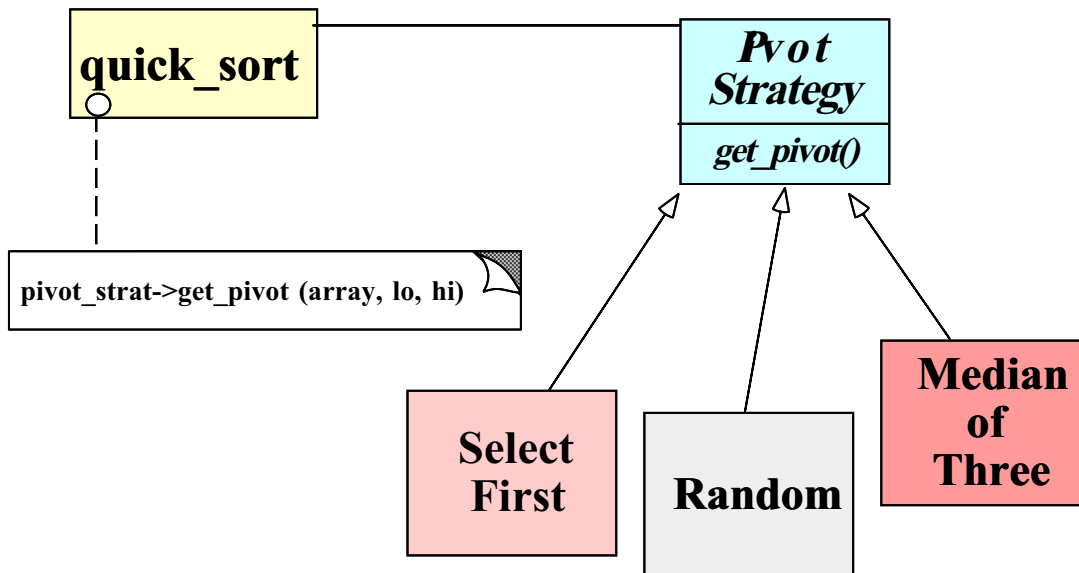 quick_sort
Pvot
Strategy
get_pivot()
pivot_strat->get_pivot (array, lo, hi)
Select
First
Random
Median
of
Three